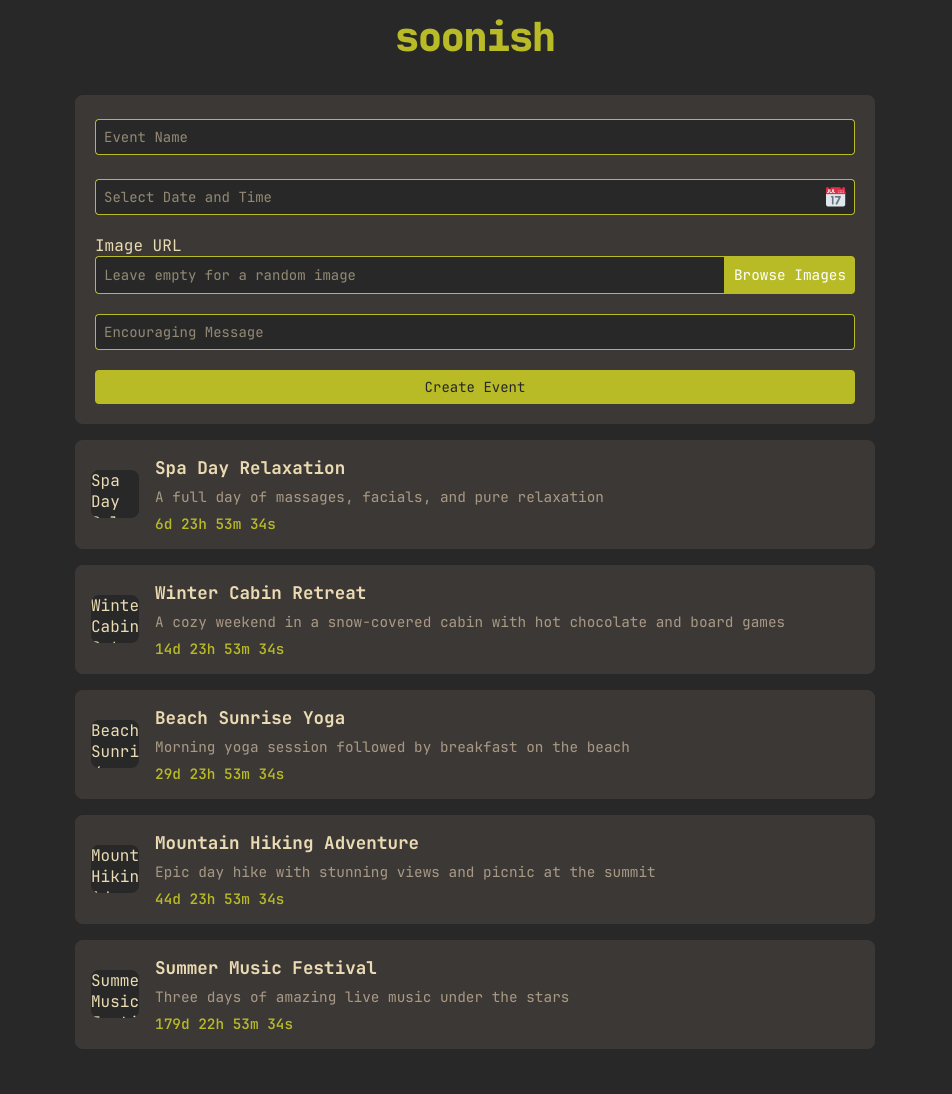 soonish
Event Name
Select Date and Time
JUL
17
Image URL
Leave empty for a random image
Browse Images
Encouraging Message
Create Event
Spa
Day
Spa Day Relaxation
A full day of massages, facials, and pure relaxation
6d 23h 53m 34s
Winte
Cabin
Winter Cabin Retreat
A cozy weekend in a snow-covered cabin with hot chocolate and board games
14d 23h 53m 34s
Beach
Sunri
Beach Sunrise Yoga
Morning yoga session followed by breakfast on the beach
29d 23h 53m 34s
Mount
Hikin
Mountain Hiking Adventure
Epic day hike with stunning views and picnic at the summit
44d 23h 53m 34s
Summe
Music
Summer Music Festival
Three days of amazing live music under the stars
179d 22h 53m 34s